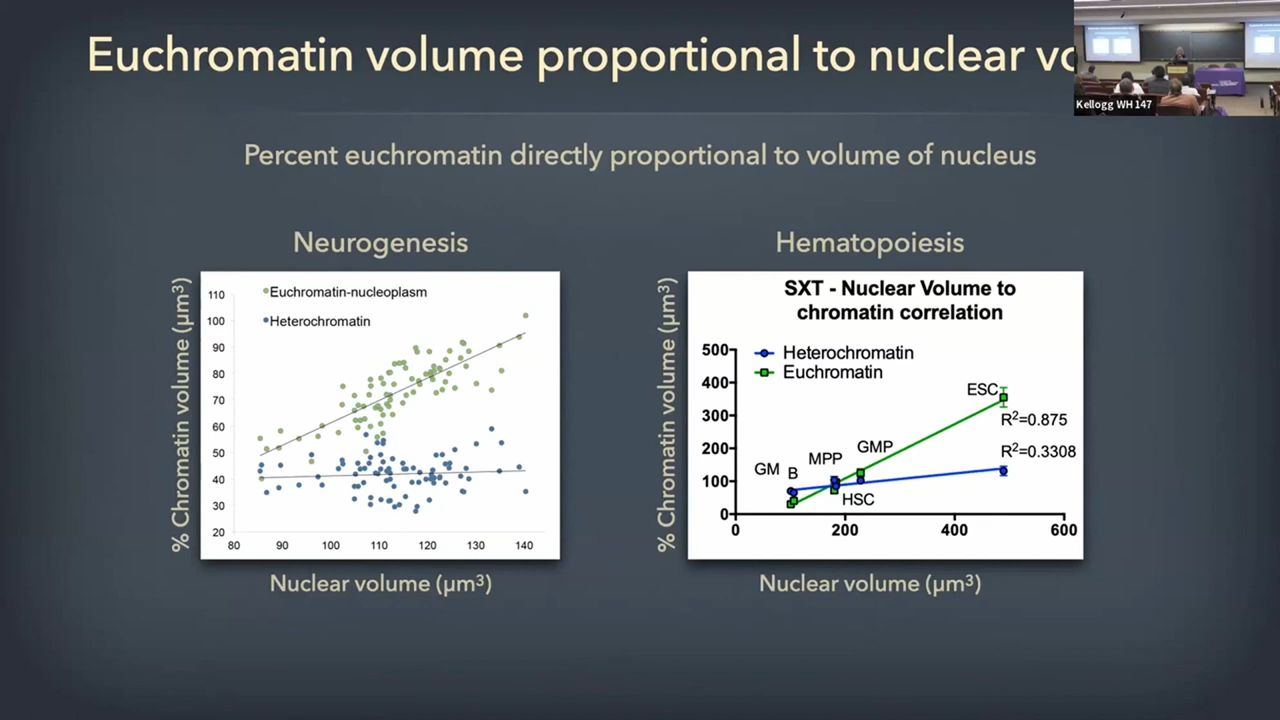 Euchromatin volume proportional to nuclear vo
Kellogg WH 147
Percent euchromatin directly proportional to volume of nucleus
Neurogenesis
% Chromatin volume (µm³)
Euchromatin-nucleoplasm
Heterochromatin
110
100
90
80
70
60
50
40
30
20
80 90 100 110 120 130 140
Nuclear volume (µm³)
Hematopoiesis
% Chromatin volume (µm³)
SXT - Nuclear Volume to
chromatin correlation
Heterochromatin
Euchromatin
500
400
300
200
100
0
ESC
R²=0.875
R²=0.3308
GMP
MPP
GM B
HSC
0 200 400 600
Nuclear volume (µm³)